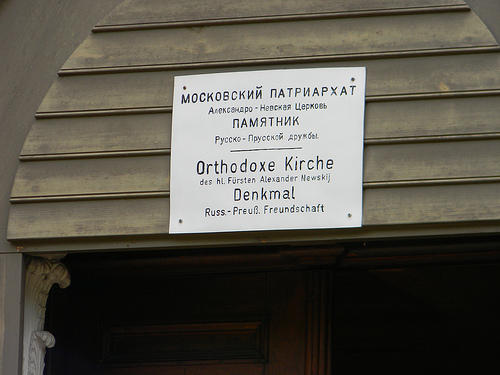 МОСКОВСКИЙ ПАТРИАРХАТ
Александро-Невская Церковь
ПАМЯТНИК
Русско-Прусской дружбы.
Orthodoxe Kirche
des hl. Fürsten Alexander Newskij
Denkmal
Russ.-Preuß. Freundschaft